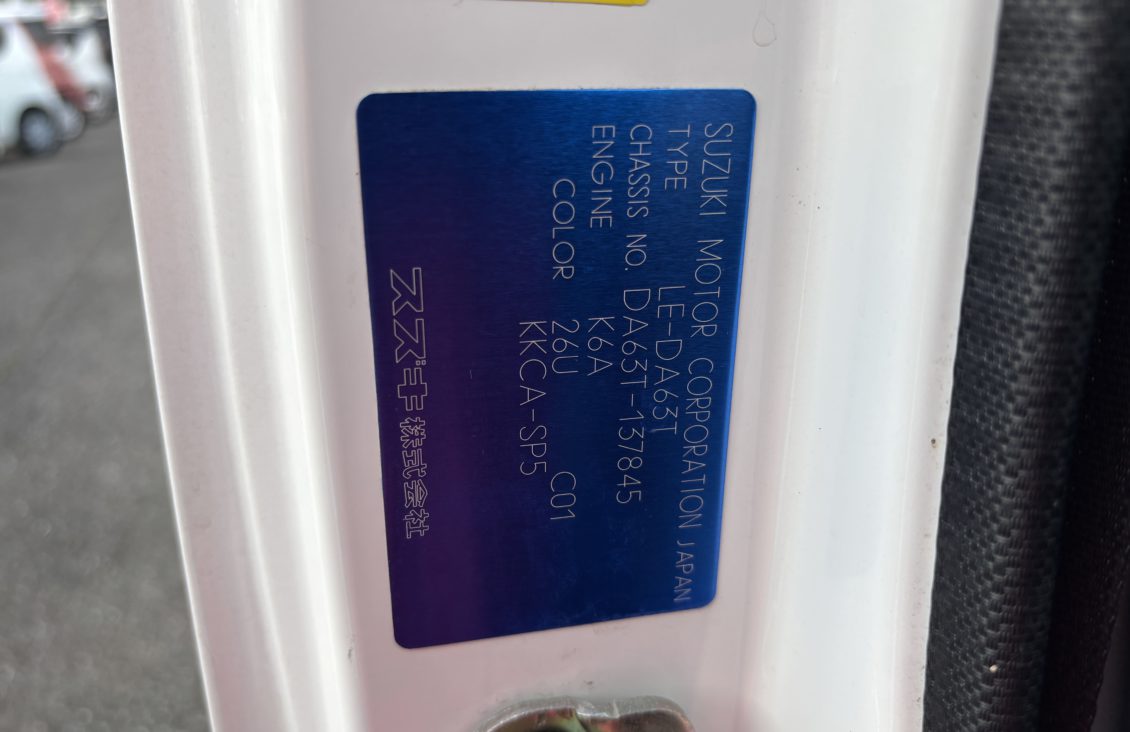 SUZUKI MOTOR CORPORATION JAPAN
TYPE LE-DA63T
CHASSIS NO. DA63T-137845
ENGINE K6A
COLOR 26U C01
KKCA-SP5
スズキ株式会社